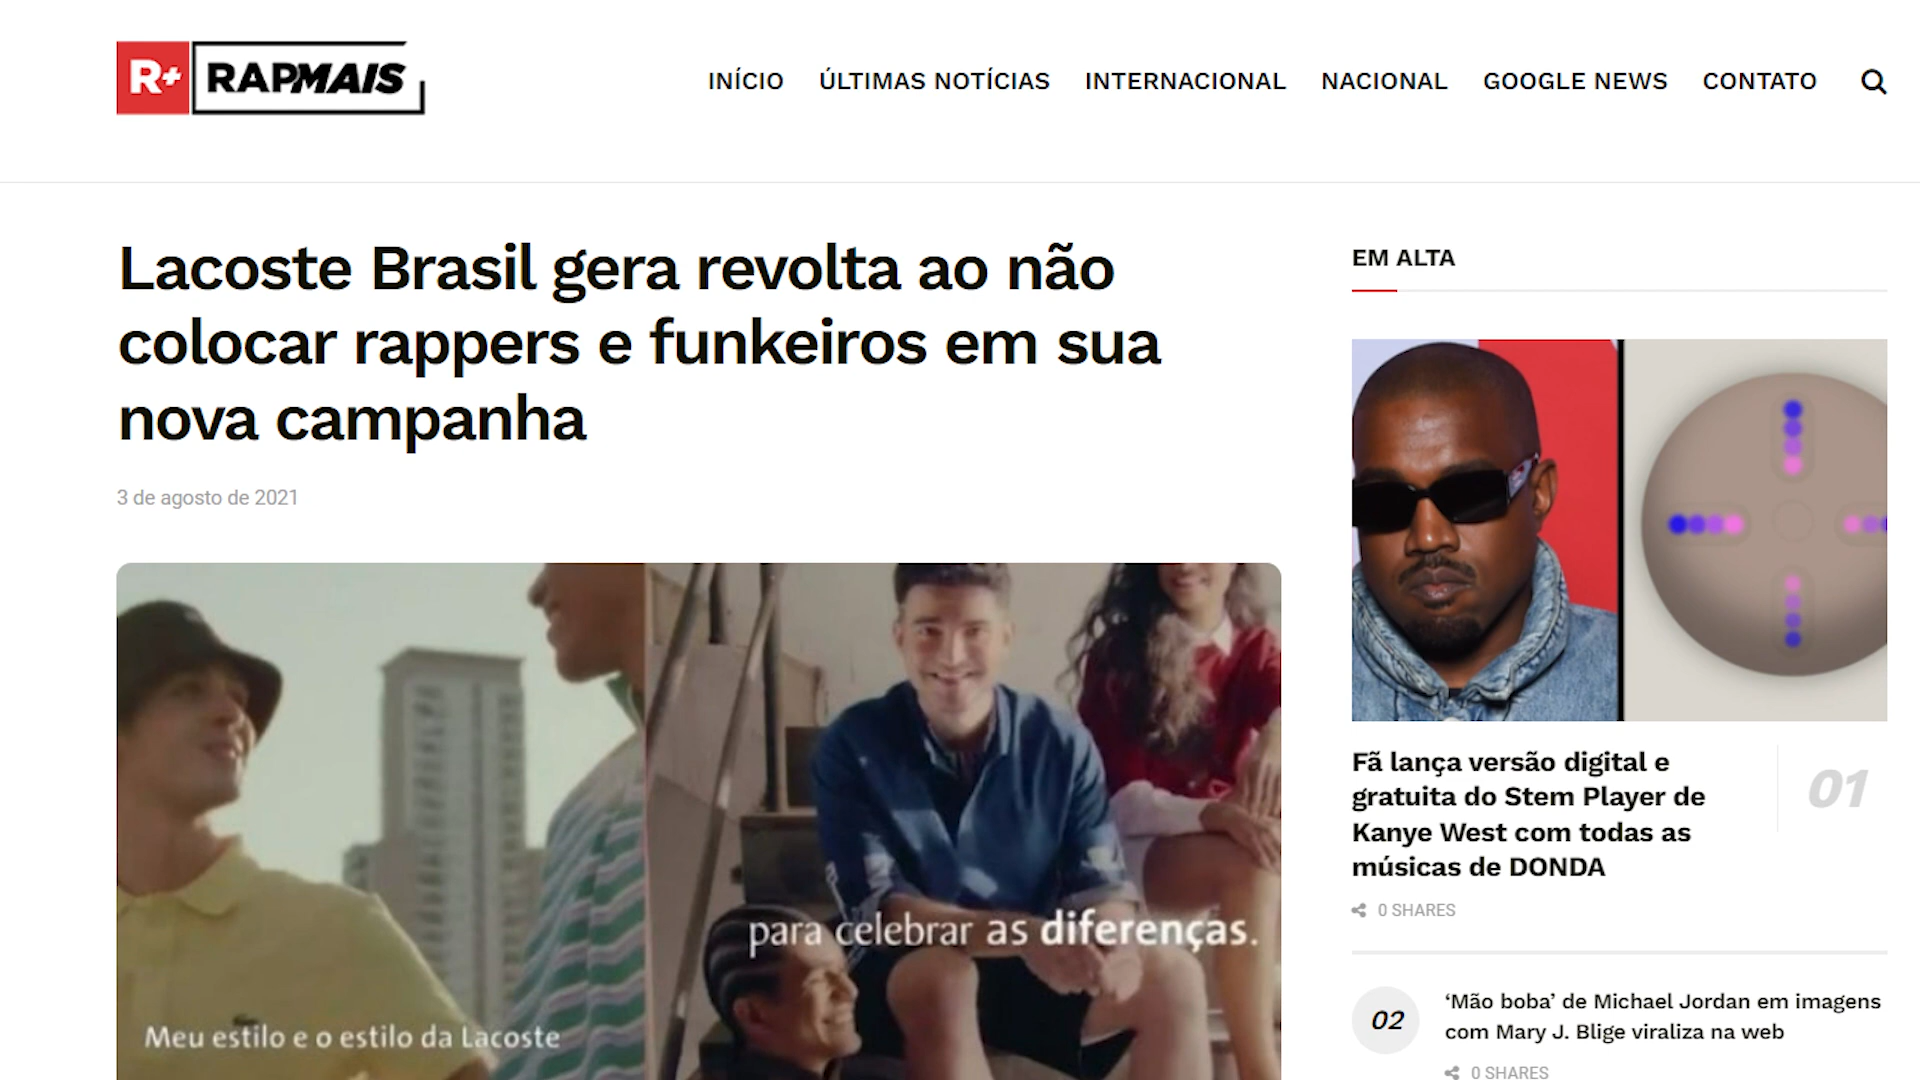 R+ RAPMAIS
INÍCIO ÚLTIMAS NOTÍCIAS INTERNACIONAL NACIONAL GOOGLE NEWS CONTATO
Lacoste Brasil gera revolta ao não
colocar rappers e funkeiros em sua
nova campanha
3 de agosto de 2021
para celebrar as diferenças.
Meu estilo e o estilo da Lacoste
EM ALTA
Fã lança versão digital e
gratuita do Stem Player de
Kanye West com todas as
músicas de DONDA
01
0 SHARES
02
‘Mão boba’ de Michael Jordan em imagens
com Mary J. Blige viraliza na web
0 SHARES